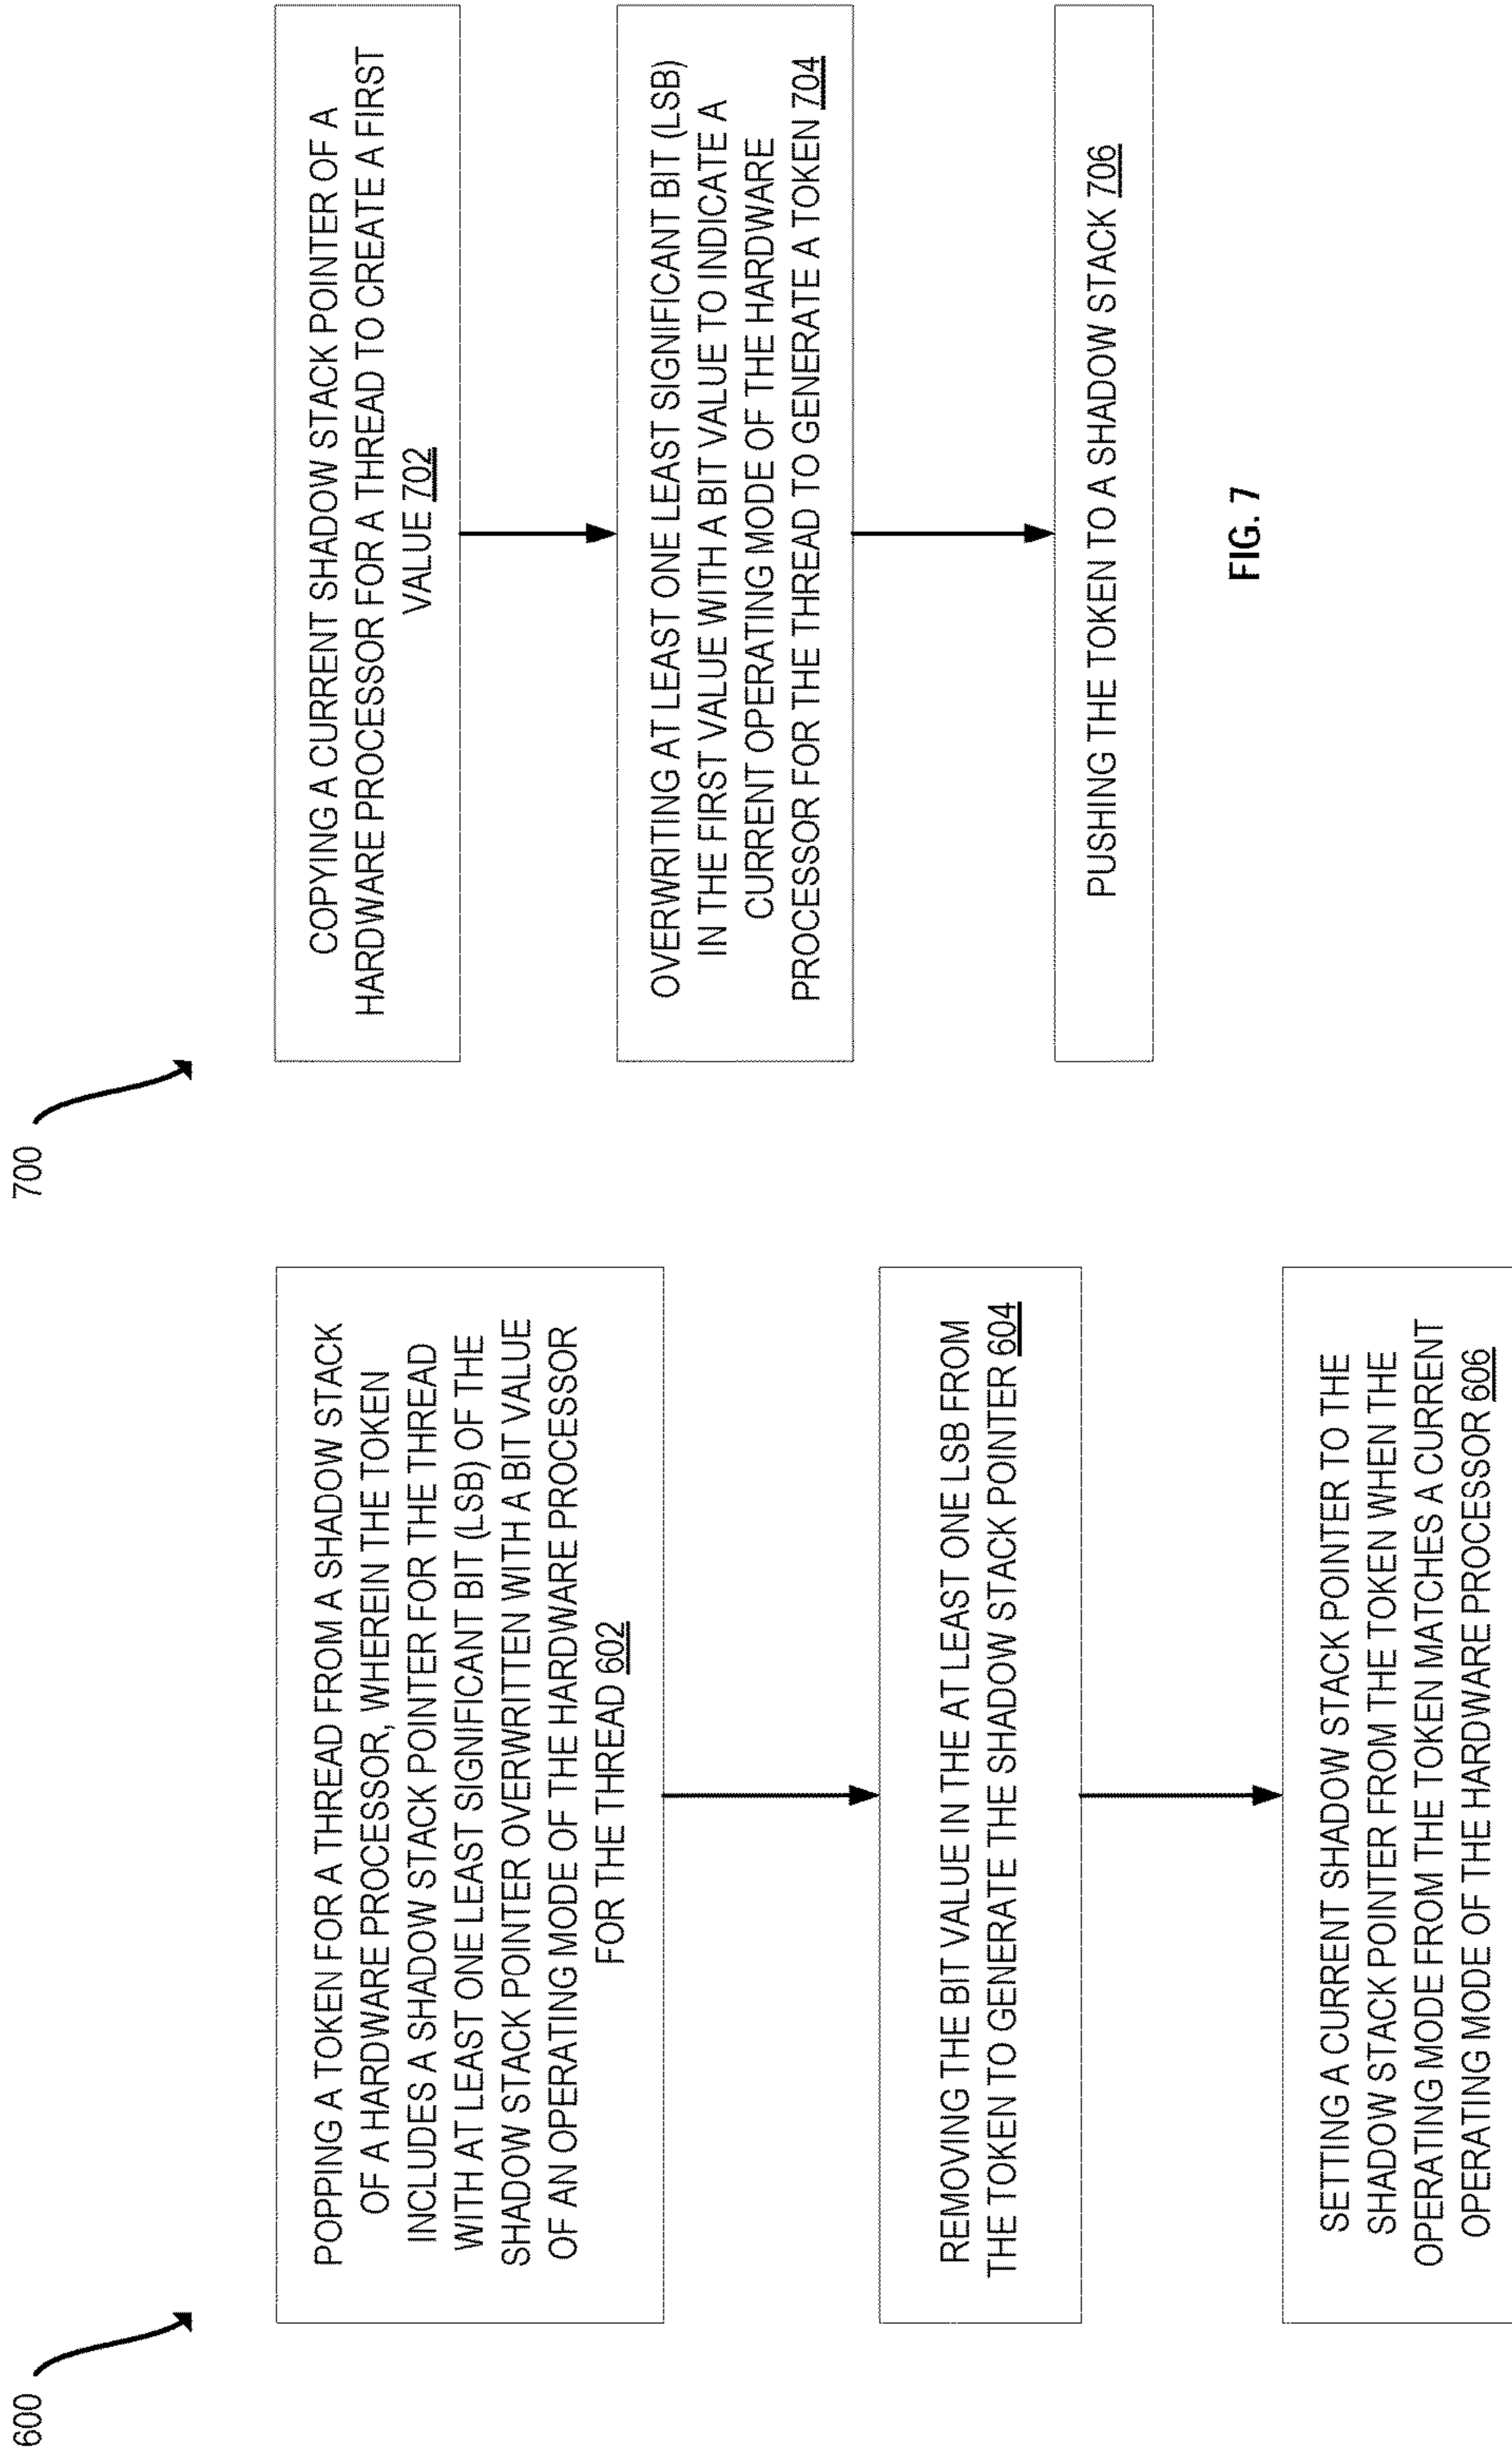 600
POPPING A TOKEN FOR A THREAD FROM A SHADOW STACK
OF A HARDWARE PROCESSOR, WHEREIN THE TOKEN
INCLUDES A SHADOW STACK POINTER FOR THE THREAD
WITH AT LEAST ONE LEAST SIGNIFICANT BIT (LSB) OF THE
SHADOW STACK POINTER OVERWRITTEN WITH A BIT VALUE
OF AN OPERATING MODE OF THE HARDWARE PROCESSOR
FOR THE THREAD 602
REMOVING THE BIT VALUE IN THE AT LEAST ONE LSB FROM
THE TOKEN TO GENERATE THE SHADOW STACK POINTER 604
SETTING A CURRENT SHADOW STACK POINTER TO THE
SHADOW STACK POINTER FROM THE TOKEN WHEN THE
OPERATING MODE FROM THE TOKEN MATCHES A CURRENT
OPERATING MODE OF THE HARDWARE PROCESSOR 606
700
COPYING A CURRENT SHADOW STACK POINTER OF A
HARDWARE PROCESSOR FOR A THREAD TO CREATE A FIRST
VALUE 702
OVERWRITING AT LEAST ONE LEAST SIGNIFICANT BIT (LSB)
IN THE FIRST VALUE WITH A BIT VALUE TO INDICATE A
CURRENT OPERATING MODE OF THE HARDWARE
PROCESSOR FOR THE THREAD TO GENERATE A TOKEN 704
PUSHING THE TOKEN TO A SHADOW STACK 706
FIG. 7